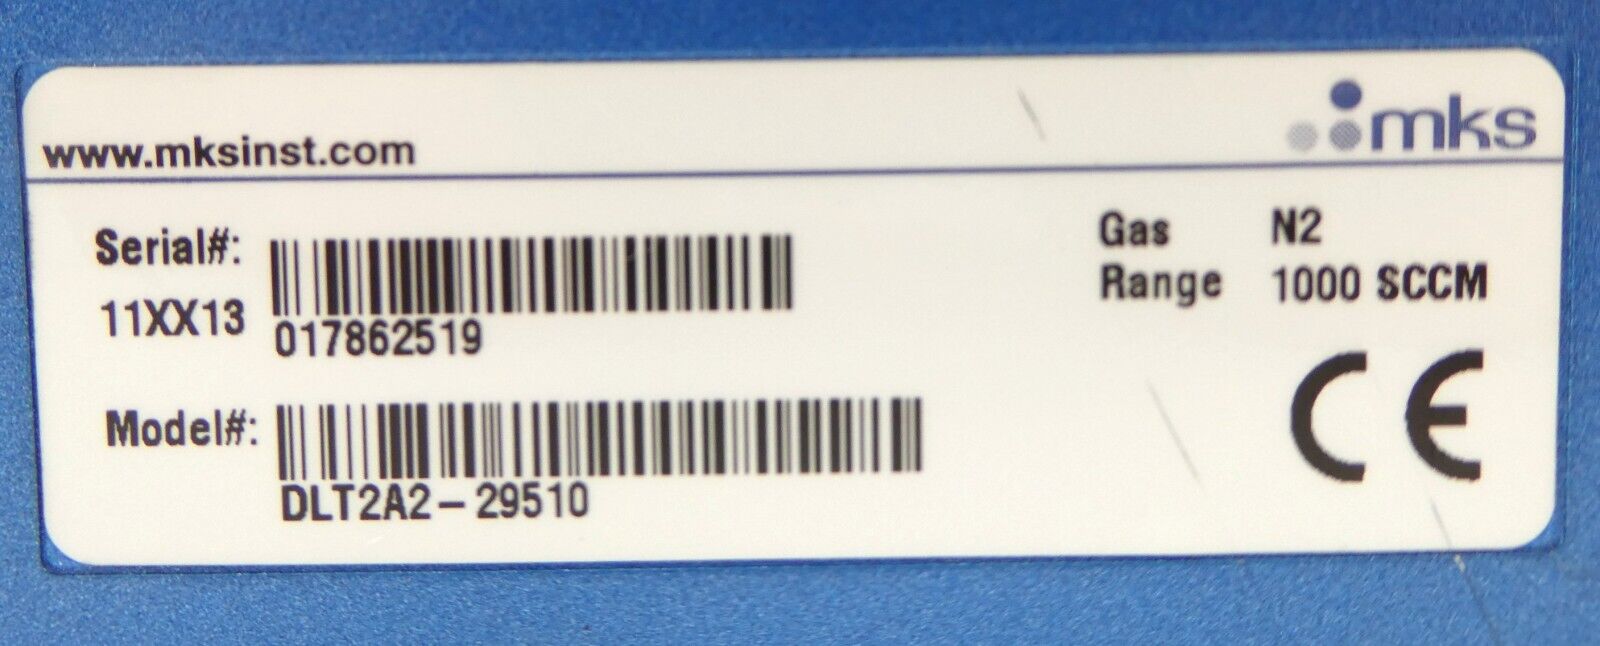 www.mksinst.com
mks
Serial#:
11XX13
017862519
Gas N2
Range 1000 SCCM
Model#:
DLT2A2-29510
CE